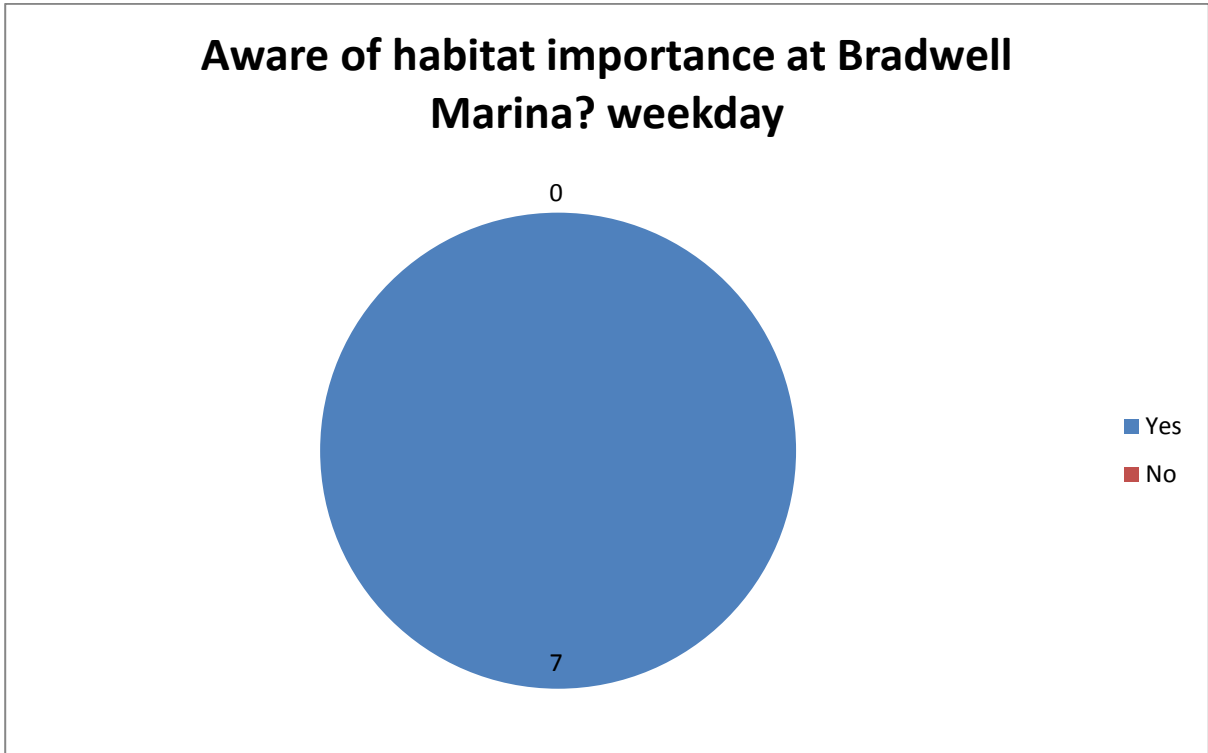 Aware of habitat importance at Bradwell
Marina? weekday
0
7
Yes
No